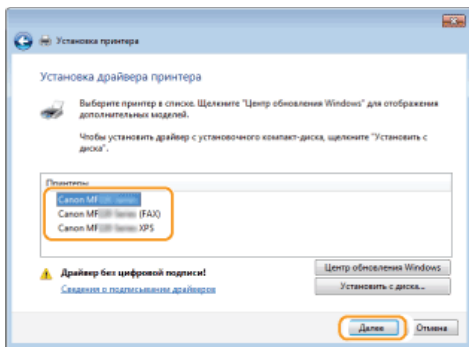 Установка принтера
Установка драйвера принтера
Выберите принтер в списке. Щелкните "Центр обновления Windows" для отображения
дополнительных моделей.
Чтобы установить драйвер с установочного компакт-диска, щелкните "Установить с
диска".
Принтеры
Canon MF
Canon MF (FAX)
Canon MF XPS
Драйвер без цифровой подписи!
Сведения о подписывании драйверов
Центр обновления Windows
Установить с диска...
Далее
Отмена